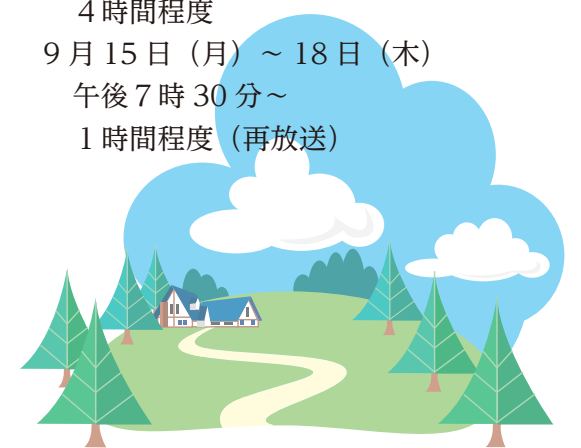 ４時間程度
９月 15 日（月）～ 18 日（木）
午後７時 30 分～
１時間程度（再放送）